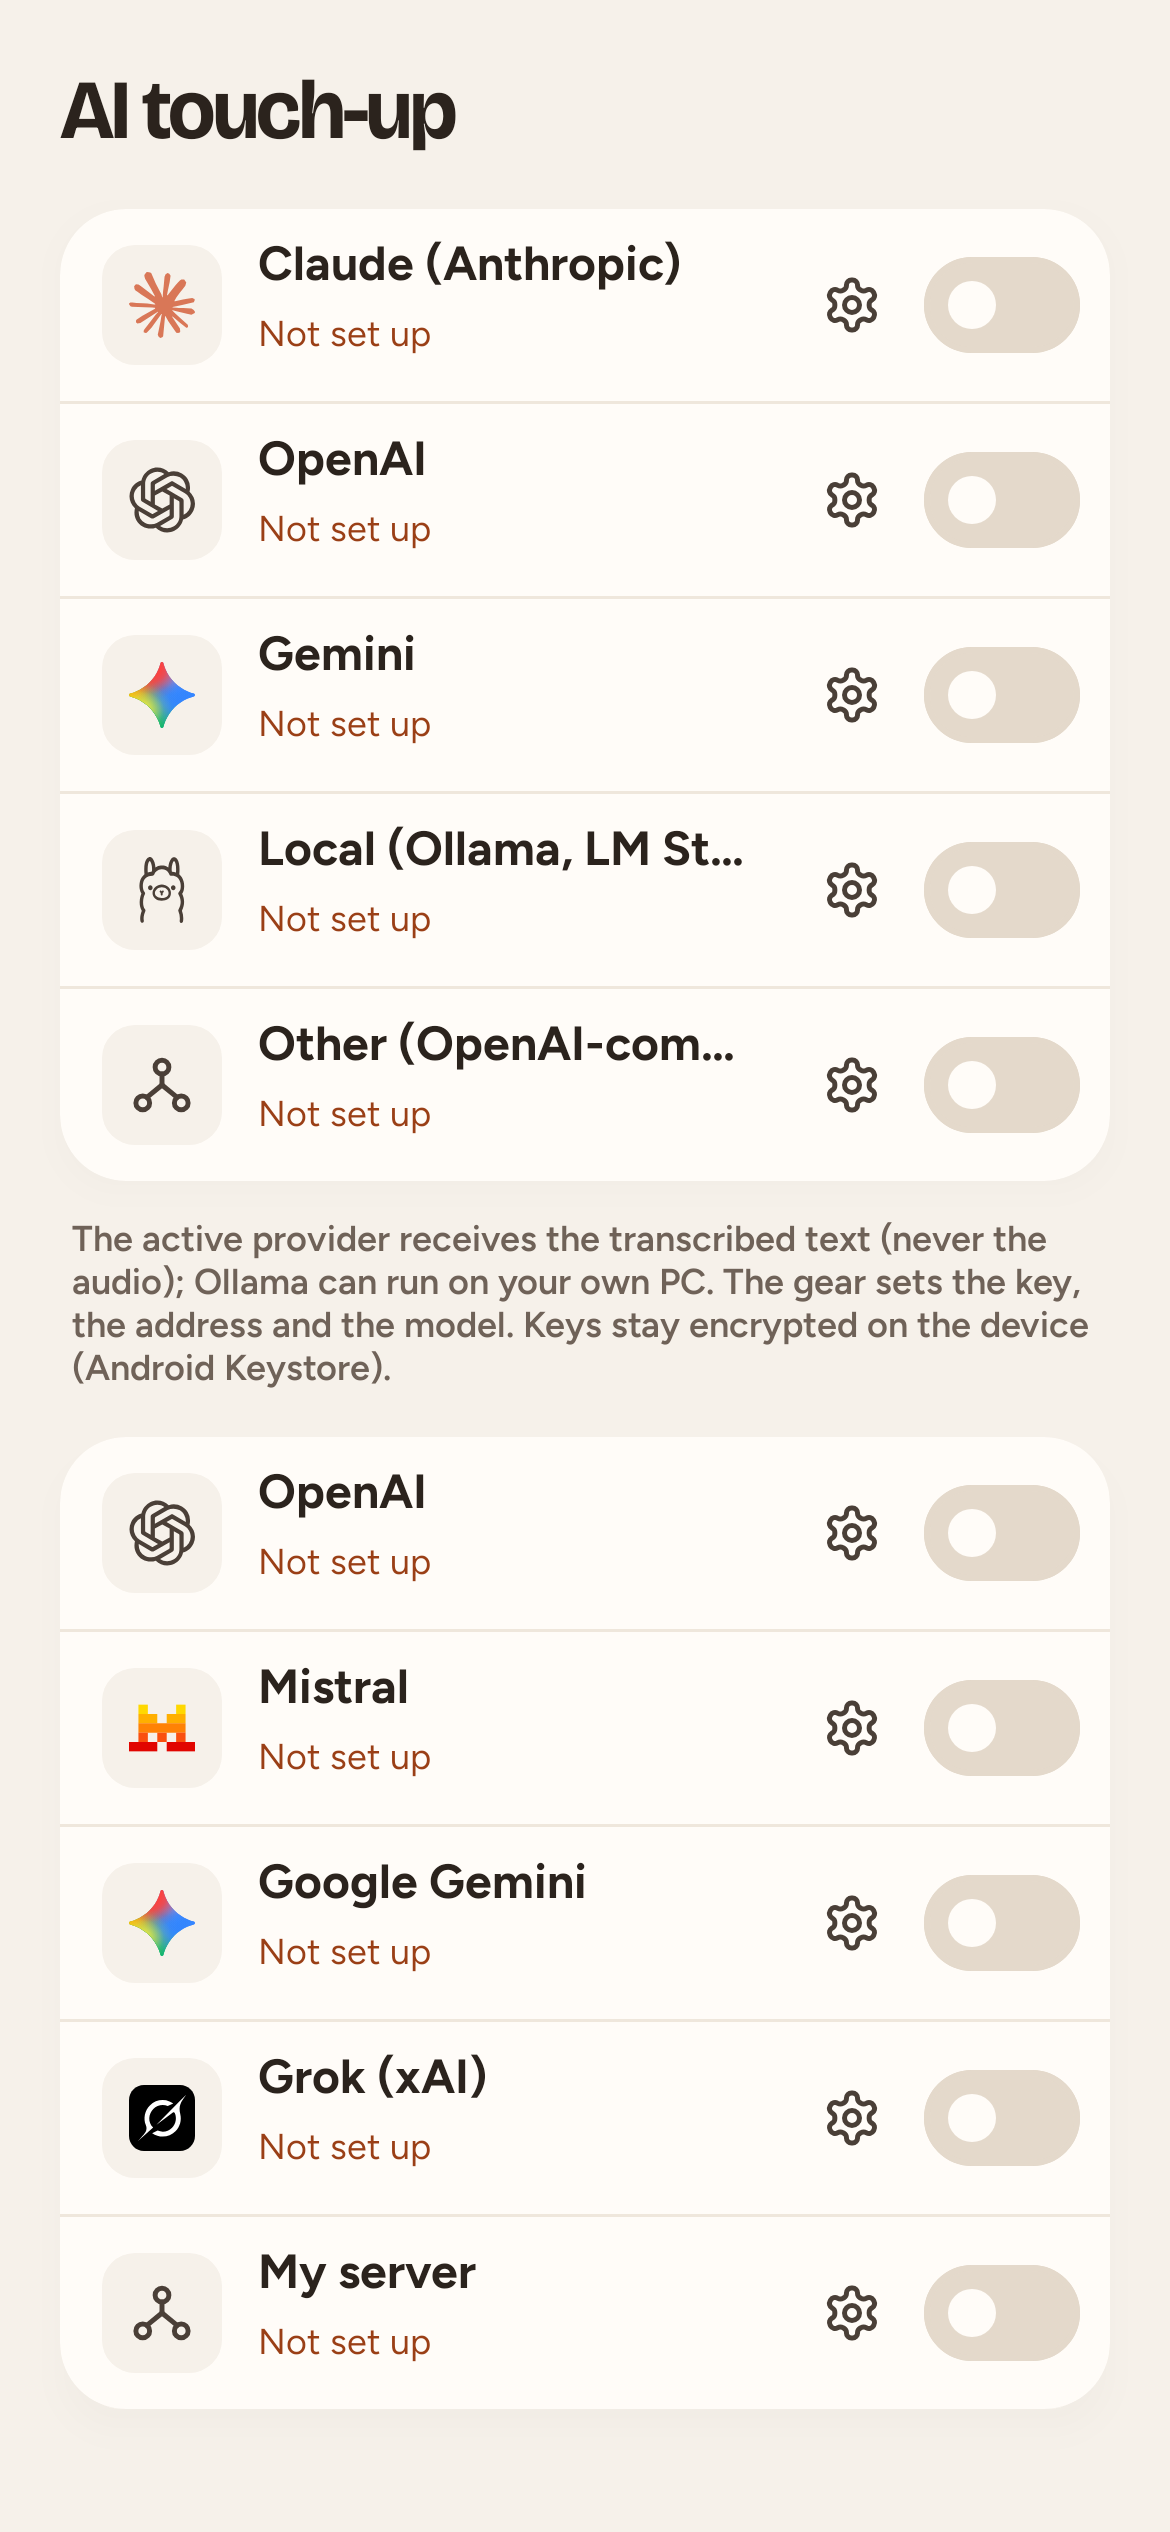 AI touch-up
Claude (Anthropic)
Not set up
OpenAI
Not set up
Gemini
Not set up
Local (Ollama, LM St...
Not set up
Other (OpenAI-com...
Not set up
The active provider receives the transcribed text (never the
audio); Ollama can run on your own PC. The gear sets the key,
the address and the model. Keys stay encrypted on the device
(Android Keystore).
OpenAI
Not set up
Mistral
Not set up
Google Gemini
Not set up
Grok (xAI)
Not set up
My server
Not set up